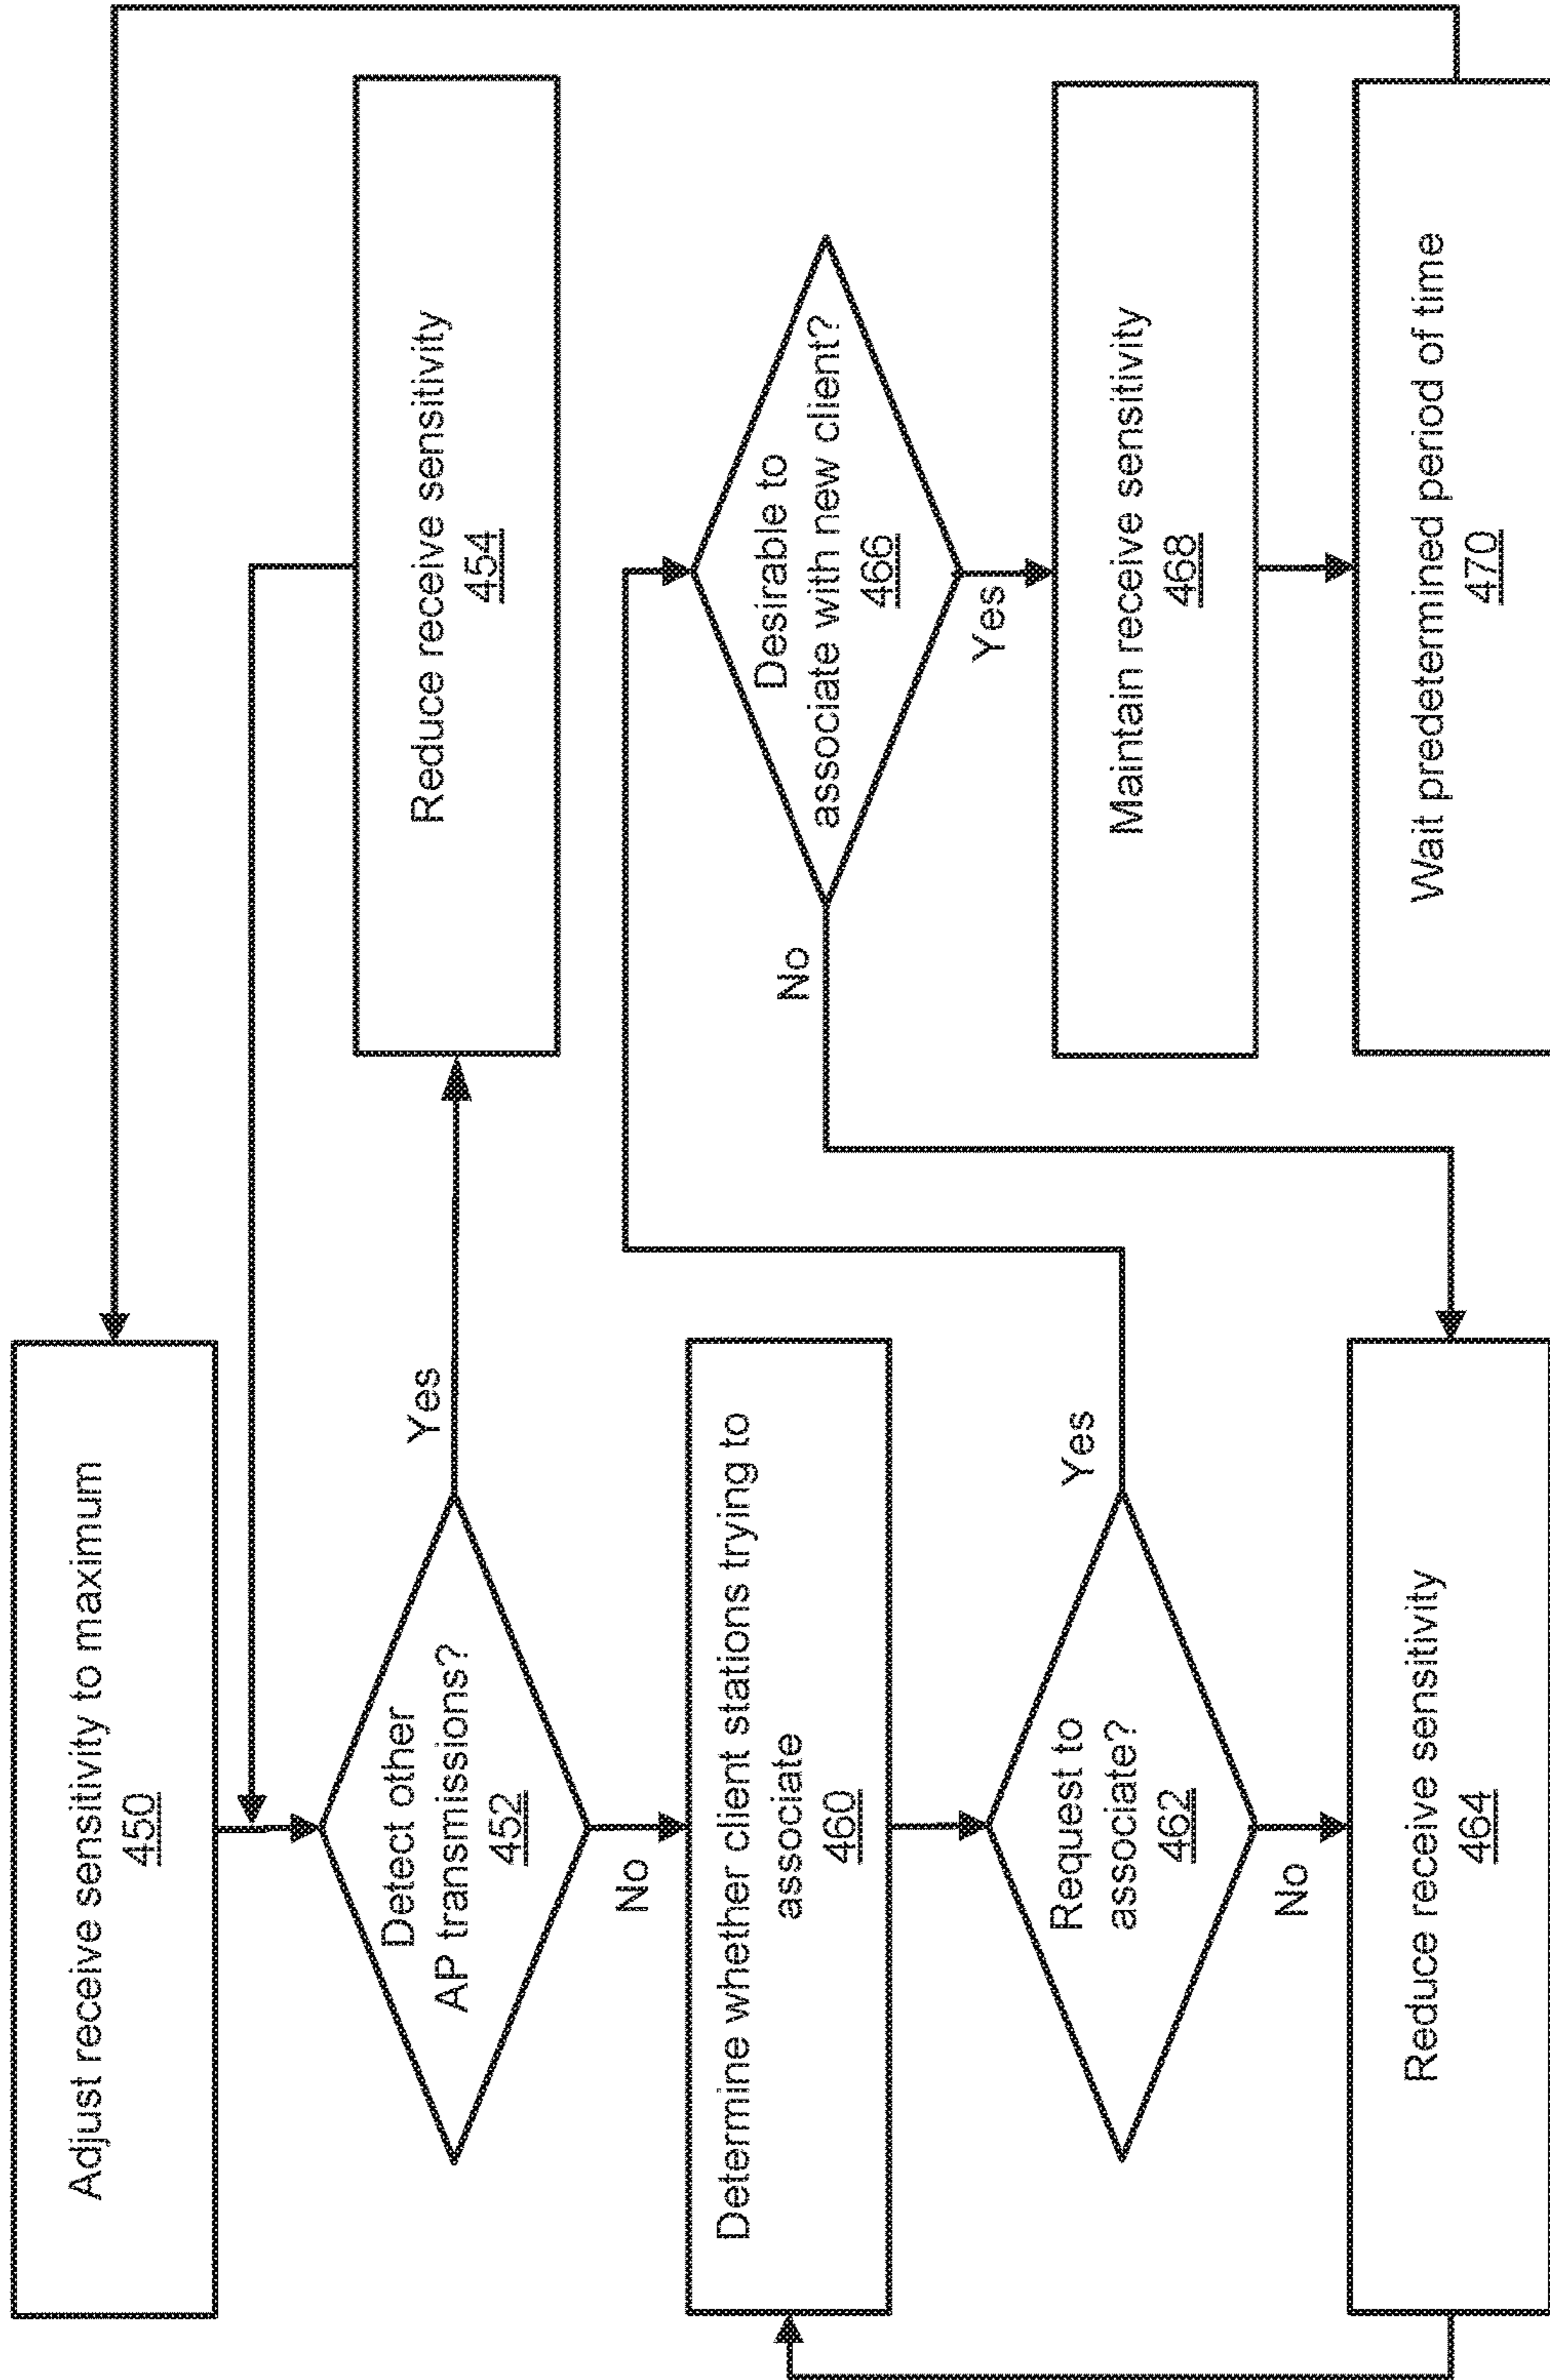 Adjust receive sensitivity to maximum
450
Detect other
AP transmissions?
452
Yes
No
Reduce receive sensitivity
454
Determine whether client stations trying to
associate
460
Request to
associate?
462
Yes
No
Reduce receive sensitivity
464
Desirable to
associate with new client?
466
No
Yes
Maintain receive sensitivity
468
Wait predetermined period of time
470